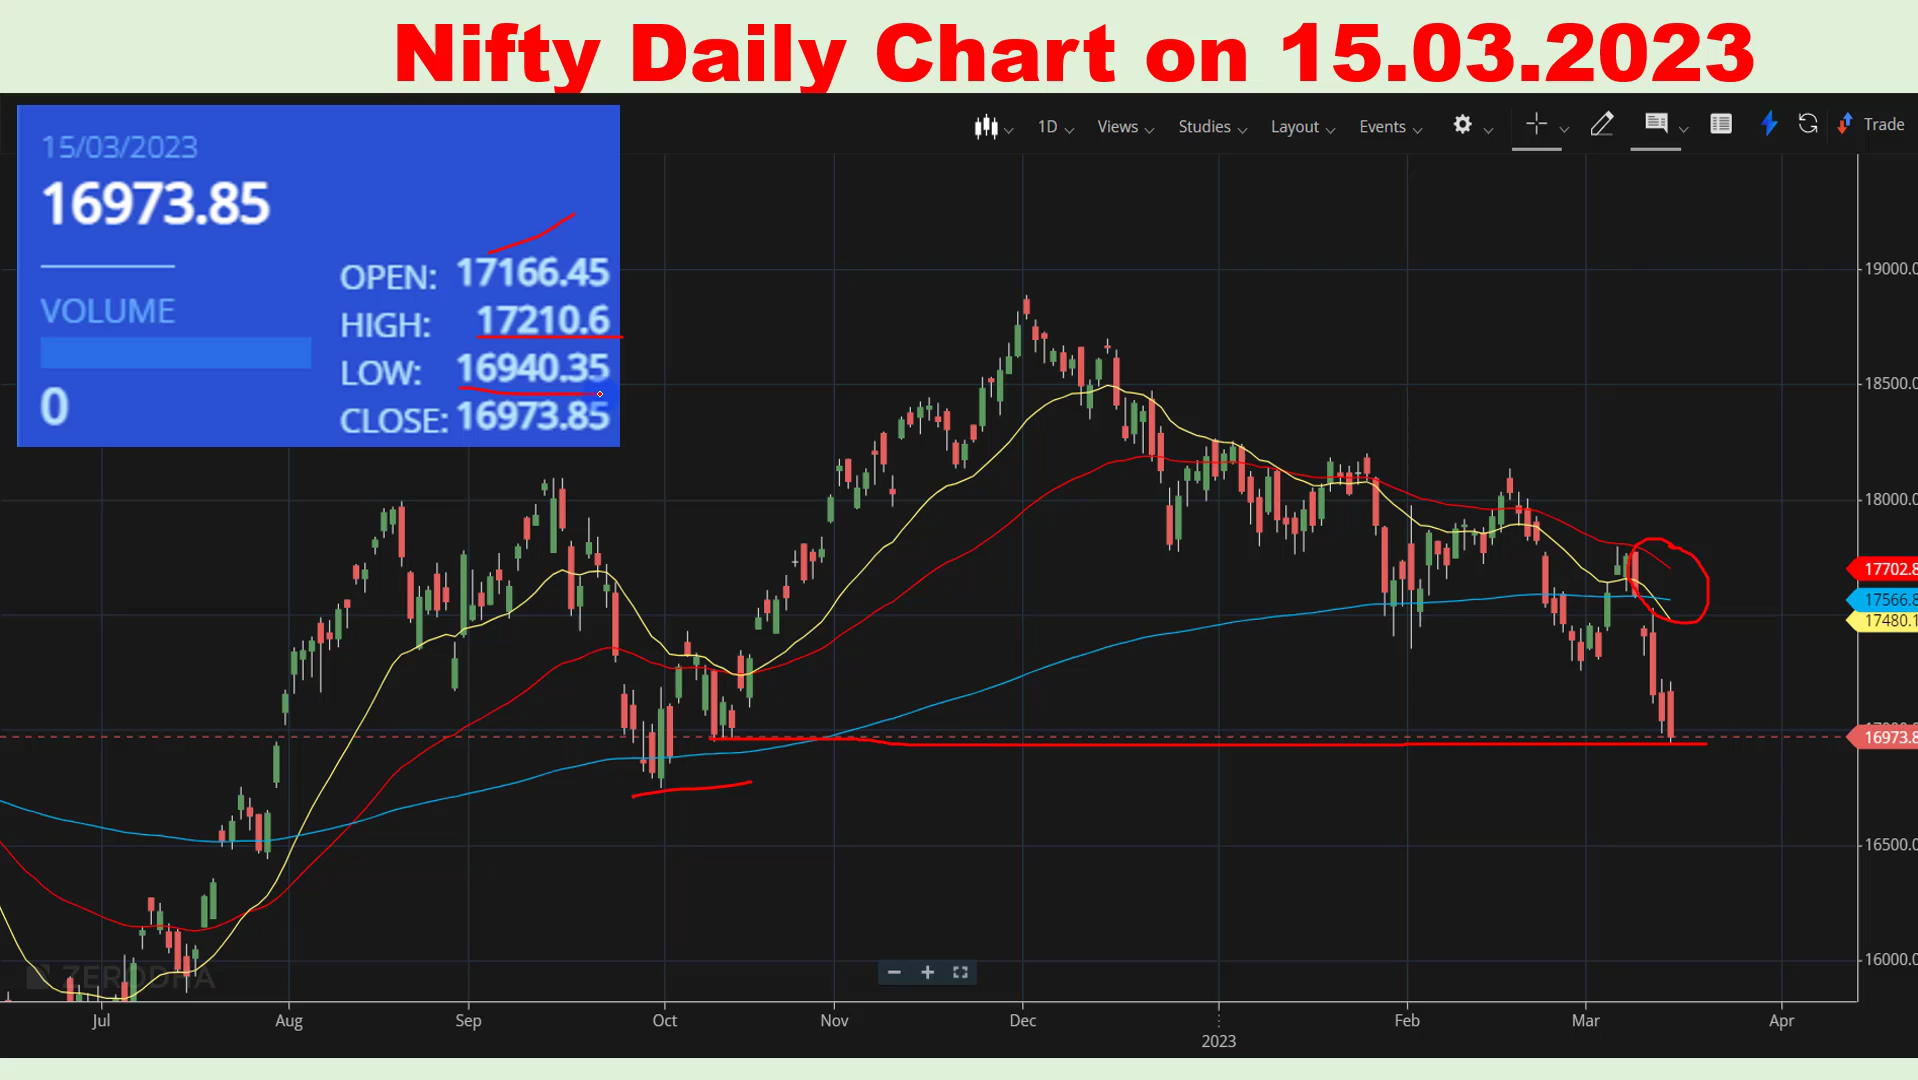 Nifty Daily Chart on 15.03.2023
15/03/2023
16973.85
VOLUME
0
OPEN: 17166.45
HIGH: 17210.6
LOW: 16940.35
CLOSE: 16973.85
1D Views Studies Layout Events Trade
19000.0
18500.0
18000.0
17702.8
17566.8
17480.1
16973.8
16500.0
16000.0
ZERODHA
Jul Aug Sep Oct Nov Dec Feb Mar Apr
2023